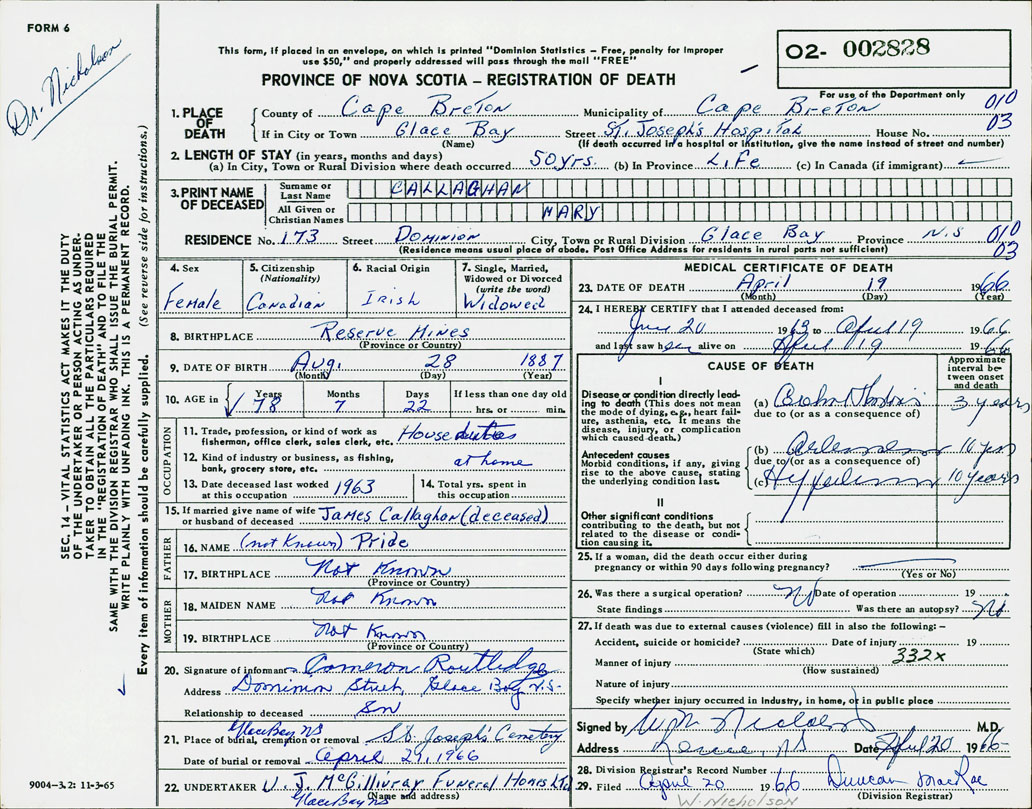 FORM 6
Dr. Nicholson
This form, if placed in an envelope, on which is printed "Dominion Statistics – Free, penalty for improper
use $50," and properly addressed will pass through the mail "FREE"
O2- 002828
PROVINCE OF NOVA SCOTIA – REGISTRATION OF DEATH
For use of the Department only
1. PLACE OF DEATH
County of Cape Breton Municipality of Cape Breton 010
03
If in City or Town Glace Bay Street St. Joseph's Hospital House No.
(Name) (If death occurred in a hospital or institution, give the name instead of street and number)
2. LENGTH OF STAY (in years, months and days)
(a) In City, Town or Rural Division where death occurred 50 yrs. (b) In Province Life (c) In Canada (if immigrant)
3. PRINT NAME OF DECEASED
Surname or Last Name CALLAGHAN
All Given or Christian Names MARY
RESIDENCE No. 173 Street Dominion City, Town or Rural Division Glace Bay Province N.S 010
(Residence means usual place of abode. Post Office Address for residents in rural parts not sufficient) 03
4. Sex Female
5. Citizenship (Nationality) Canadian
6. Racial Origin Irish
7. Single, Married, Widowed or Divorced (write the word) Widowed
8. BIRTHPLACE Reserve Mines
(Province or Country)
9. DATE OF BIRTH Aug. 28 1887
(Month) (Day) (Year)
10. AGE in Years 78 Months 7 Days 22 If less than one day old hrs. or min.
OCCUPATION
11. Trade, profession, or kind of work as fisherman, office clerk, sales clerk, etc. House duties
12. Kind of industry or business, as fishing, bank, grocery store, etc. at home
13. Date deceased last worked at this occupation 1963
14. Total yrs. spent in this occupation
15. If married give name of wife or husband of deceased James Callaghan (deceased)
FATHER
16. NAME (not Known) Pride
17. BIRTHPLACE Not Known
(Province or Country)
MOTHER
18. MAIDEN NAME Not Known
19. BIRTHPLACE Not Known
(Province or Country)
20. Signature of informant Cameron Routledge
Address Dominion Street, Glace Bay N.S.
Relationship to deceased Son
21. Place of burial, cremation or removal St. Joseph's Cemetery
Glace Bay NS
Date of burial or removal April 21, 1966
22. UNDERTAKER V. J. McGillivray Funeral Homes Ltd
(Name and address)
Glace Bay NS
MEDICAL CERTIFICATE OF DEATH
23. DATE OF DEATH April 19 1966
(Month) (Day) (Year)
24. I HEREBY CERTIFY that I attended deceased from:
20 1963 to April 19 1966
and last saw her alive on April 19 1966
CAUSE OF DEATH
Approximate interval between onset and death
I
Disease or condition directly leading to death (This does not mean the mode of dying, e.g., heart failure, asthenia, etc. It means the disease, injury, or complication which caused death.)
(a) 3 years
due to (or as a consequence of)
Antecedent causes
Morbid conditions, if any, giving rise to the above cause, stating the underlying condition last.
(b) 10 yrs
due to (or as a consequence of)
(c) 10 years
II
Other significant conditions
contributing to the death, but not related to the disease or condition causing it.
25. If a woman, did the death occur either during pregnancy or within 90 days following pregnancy?
(Yes or No)
26. Was there a surgical operation? No Date of operation 19
State findings Was there an autopsy? No
27. If death was due to external causes (violence) fill in also the following: –
Accident, suicide or homicide? Date of injury 19
(State which) 332x
Manner of injury (How sustained)
Nature of injury
Specify whether injury occurred in industry, in home, or in public place
Signed by Nicholson M.D.
Address NS Date April 20 1966
28. Division Registrar's Record Number
29. Filed April 20 1966 Duncan MacRae
(Division Registrar)
W. Nicholson
SEC. 14 – VITAL STATISTICS ACT MAKES IT THE DUTY
OF THE UNDERTAKER OR PERSON ACTING AS UNDER-
TAKER TO OBTAIN ALL THE PARTICULARS REQUIRED
IN THE "REGISTRATION OF DEATH" AND TO FILE THE
SAME WITH THE DIVISION REGISTRAR WHO SHALL ISSUE THE BURIAL PERMIT.
WRITE PLAINLY WITH UNFADING INK. THIS IS A PERMANENT RECORD.
Every item of information should be carefully supplied. (See reverse side for instructions.)
9004–3.2: 11-3-65